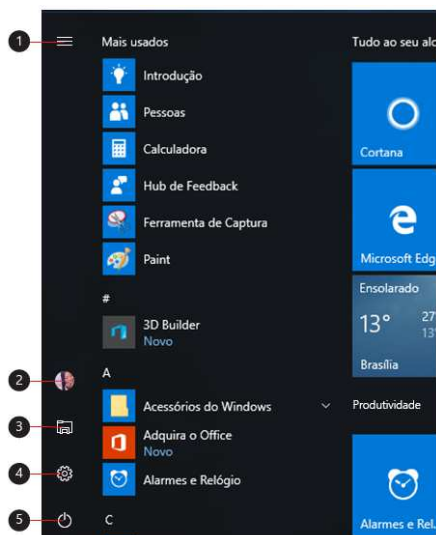 1
Mais usados
Tudo ao seu alc
Introdução
Pessoas
Calculadora
Hub de Feedback
Ferramenta de Captura
Paint
Cortana
Microsoft Edg
#
3D Builder
Novo
Ensolarado
13°
27°
13°
Brasília
2
A
Acessórios do Windows
Produtividade
3
Adquira o Office
Novo
4
Alarmes e Relógio
5
C
Alarmes e Rel.